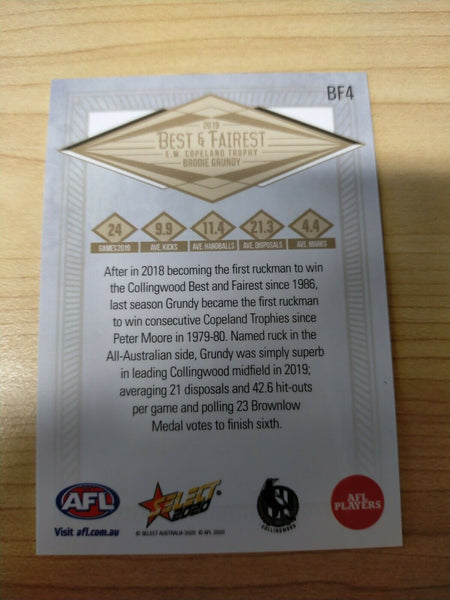 BF4
2019
BEST & FAIREST
E.W. COPELAND TROPHY
BRODIE GRUNDY
24 9.9 11.4 21.3 4.4
GAMES 2019 AVE. KICKS AVE. HANDBALLS AVE. DISPOSALS AVE. MARKS
After in 2018 becoming the first ruckman to win
the Collingwood Best and Fairest since 1986,
last season Grundy became the first ruckman
to win consecutive Copeland Trophies since
Peter Moore in 1979-80. Named ruck in the
All-Australian side, Grundy was simply superb
in leading Collingwood midfield in 2019;
averaging 21 disposals and 42.6 hit-outs
per game and polling 23 Brownlow
Medal votes to finish sixth.
AFL
Visit afl.com.au
SELECT
2020
© SELECT AUSTRALIA 2020 © AFL 2020
COLLINGWOOD
AFL
PLAYERS